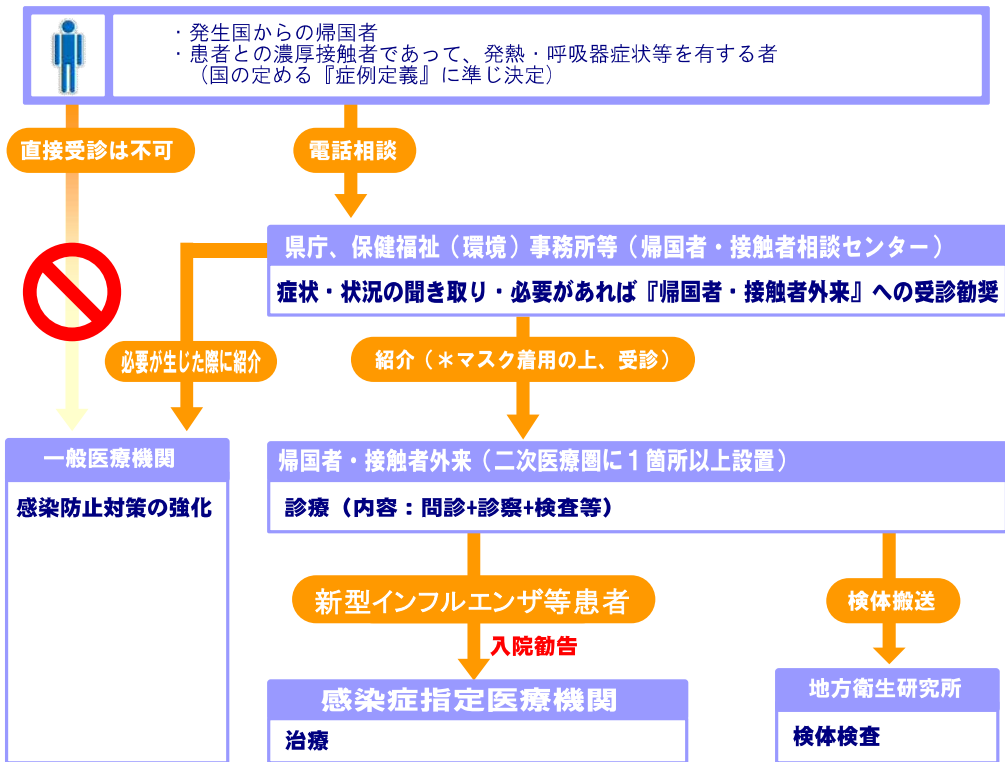 ・発生国からの帰国者
・患者との濃厚接触者であって、発熱・呼吸器症状等を有する者
（国の定める『症例定義』に準じ決定）
直接受診は不可
電話相談
県庁、保健福祉（環境）事務所等（帰国者・接触者相談センター）
症状・状況の聞き取り・必要があれば『帰国者・接触者外来』への受診勧奨
必要が生じた際に紹介
紹介（＊マスク着用の上、受診）
一般医療機関
感染防止対策の強化
帰国者・接触者外来（二次医療圏に１箇所以上設置）
診療（内容：問診+診察+検査等）
新型インフルエンザ等患者
検体搬送
入院勧告
感染症指定医療機関
治療
地方衛生研究所
検体検査